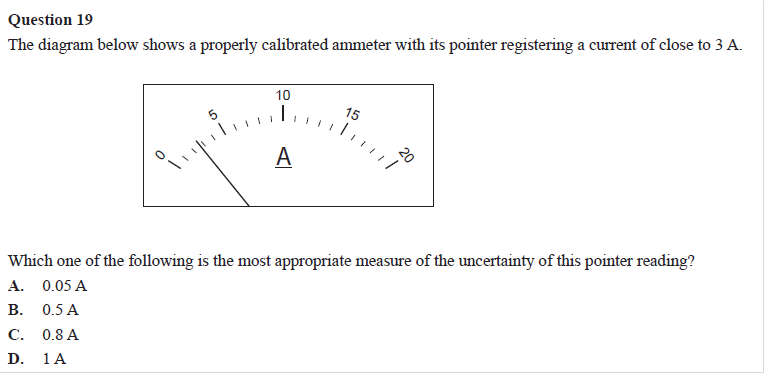 Question 19
The diagram below shows a properly calibrated ammeter with its pointer registering a current of close to 3 A.
0 5 10 15 20
A
Which one of the following is the most appropriate measure of the uncertainty of this pointer reading?
A. 0.05 A
B. 0.5 A
C. 0.8 A
D. 1 A